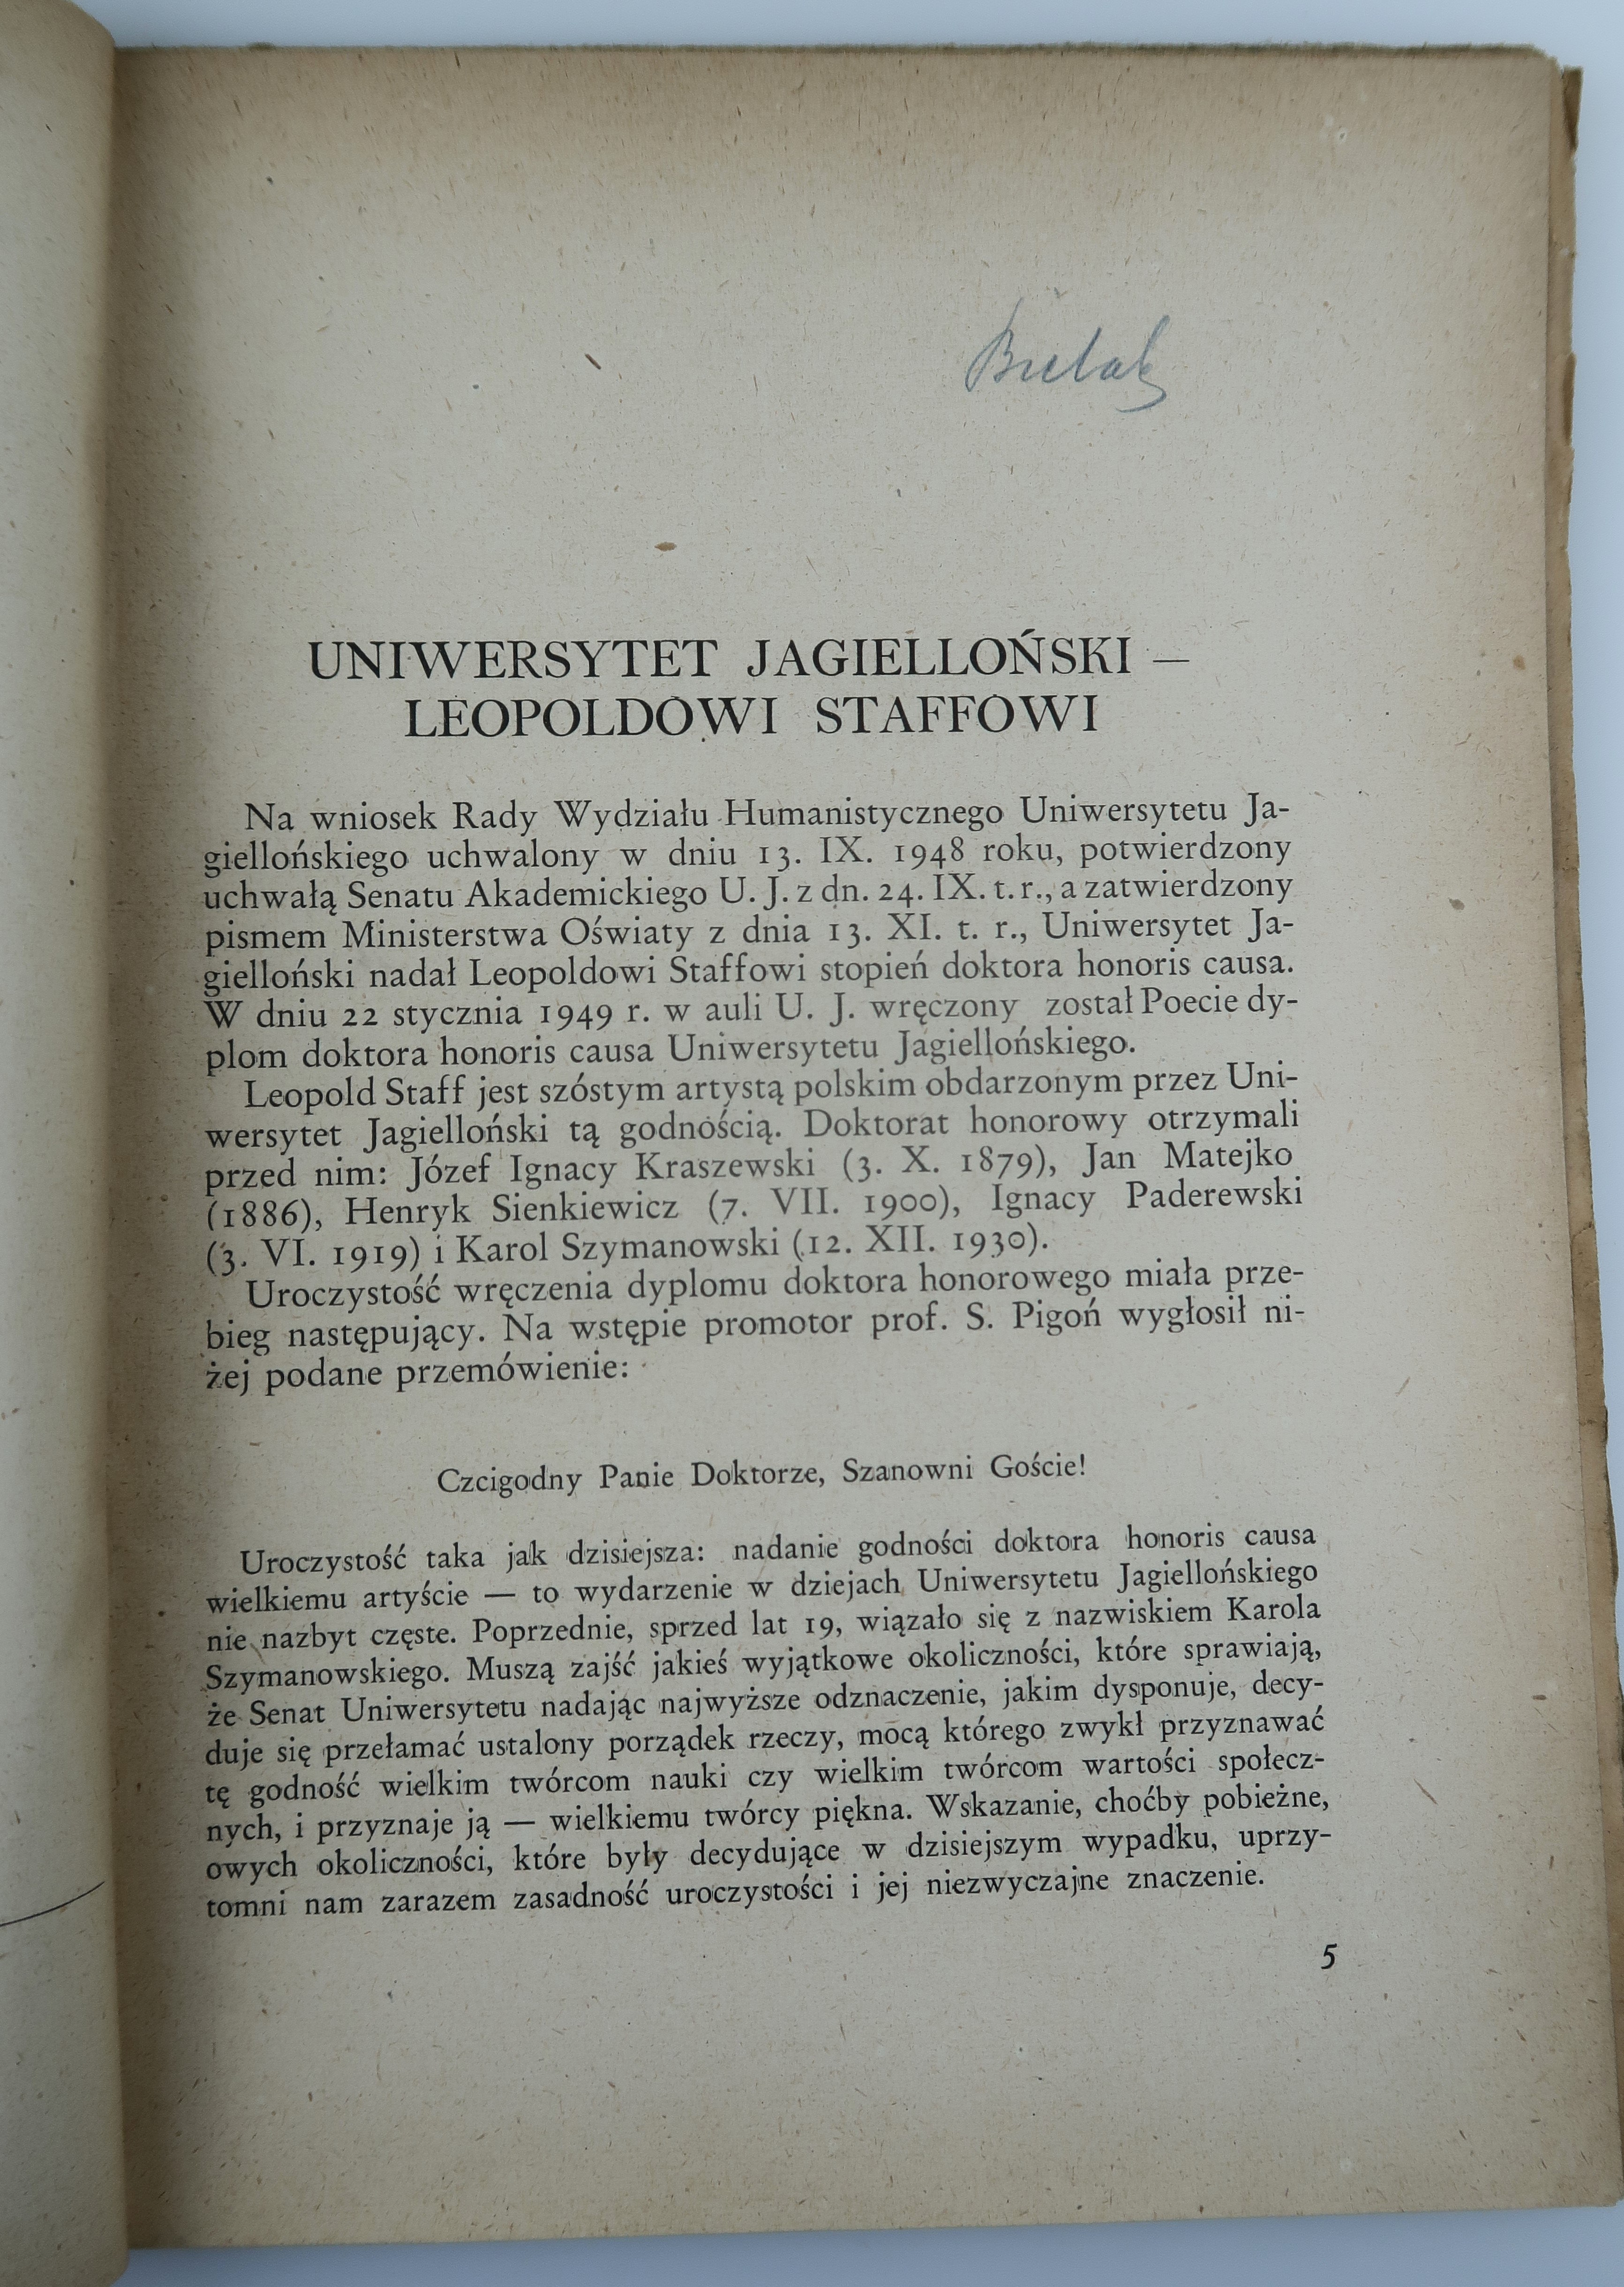 Bielak
UNIWERSYTET JAGIELLOŃSKI —
LEOPOLDOWI STAFFOWI
Na wniosek Rady Wydziału Humanistycznego Uniwersytetu Ja-
giellońskiego uchwalony w dniu 13. IX. 1948 roku, potwierdzony
uchwałą Senatu Akademickiego U. J. z dn. 24. IX. t. r., a zatwierdzony
pismem Ministerstwa Oświaty z dnia 13. XI. t. r., Uniwersytet Ja-
gielloński nadał Leopoldowi Staffowi stopień doktora honoris causa.
W dniu 22 stycznia 1949 r. w auli U. J. wręczony został Poecie dy-
plom doktora honoris causa Uniwersytetu Jagiellońskiego.
Leopold Staff jest szóstym artystą polskim obdarzonym przez Uni-
wersytet Jagielloński tą godnością. Doktorat honorowy otrzymali
przed nim: Józef Ignacy Kraszewski (3. X. 1879), Jan Matejko
(1886), Henryk Sienkiewicz (7. VII. 1900), Ignacy Paderewski
(3. VI. 1919) i Karol Szymanowski (12. XII. 1930).
Uroczystość wręczenia dyplomu doktora honorowego miała prze-
bieg następujący. Na wstępie promotor prof. S. Pigoń wygłosił ni-
żej podane przemówienie:
Czcigodny Panie Doktorze, Szanowni Goście!
Uroczystość taka jak dzisiejsza: nadanie godności doktora honoris causa
wielkiemu artyście — to wydarzenie w dziejach Uniwersytetu Jagiellońskiego
nie nazbyt częste. Poprzednie, sprzed lat 19, wiązało się z nazwiskiem Karola
Szymanowskiego. Muszą zajść jakieś wyjątkowe okoliczności, które sprawiają,
że Senat Uniwersytetu nadając najwyższe odznaczenie, jakim dysponuje, decy-
duje się przełamać ustalony porządek rzeczy, mocą którego zwykł przyznawać
tę godność wielkim twórcom nauki czy wielkim twórcom wartości społecz-
nych, i przyznaje ją — wielkiemu twórcy piękna. Wskazanie, choćby pobieżne,
owych okoliczności, które były decydujące w dzisiejszym wypadku, uprzy-
tomni nam zarazem zasadność uroczystości i jej niezwyczajne znaczenie.
5